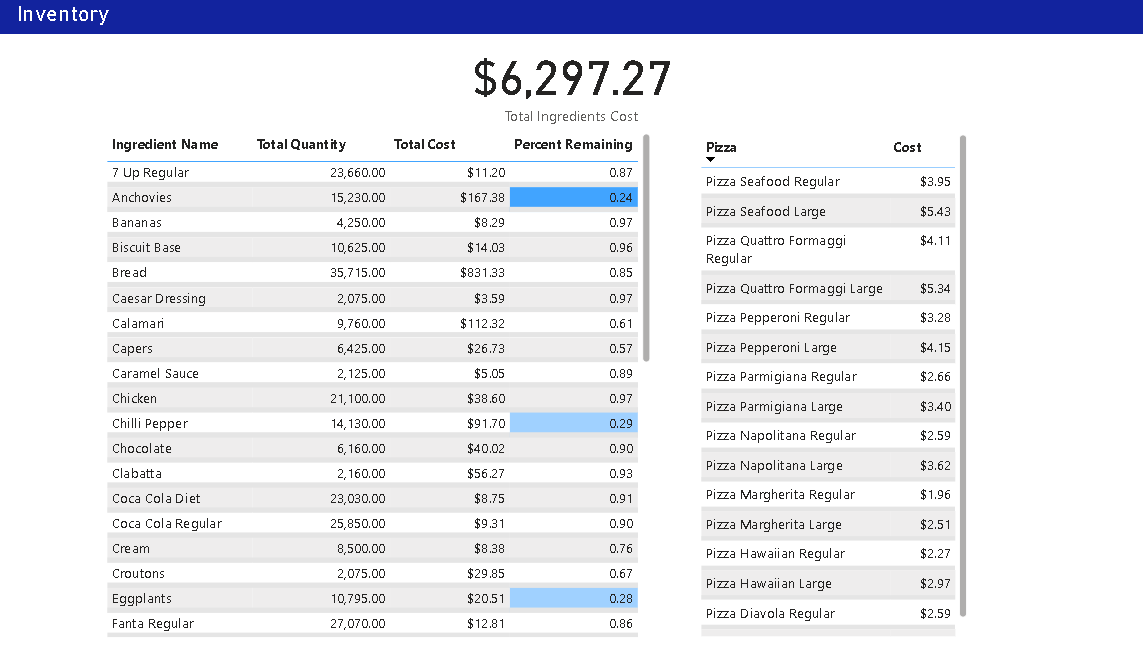 Inventory
$6,297.27
Total Ingredients Cost
Ingredient Name Total Quantity Total Cost Percent Remaining
7 Up Regular 23,660.00 $11.20 0.87
Anchovies 15,230.00 $167.38 0.24
Bananas 4,250.00 $8.29 0.97
Biscuit Base 10,625.00 $14.03 0.96
Bread 35,715.00 $831.33 0.85
Caesar Dressing 2,075.00 $3.59 0.97
Calamari 9,760.00 $112.32 0.61
Capers 6,425.00 $26.73 0.57
Caramel Sauce 2,125.00 $5.05 0.89
Chicken 21,100.00 $38.60 0.97
Chilli Pepper 14,130.00 $91.70 0.29
Chocolate 6,160.00 $40.02 0.90
Clabatta 2,160.00 $56.27 0.93
Coca Cola Diet 23,030.00 $8.75 0.91
Coca Cola Regular 25,850.00 $9.31 0.90
Cream 8,500.00 $8.38 0.76
Croutons 2,075.00 $29.85 0.67
Eggplants 10,795.00 $20.51 0.28
Fanta Regular 27,070.00 $12.81 0.86
Pizza Cost
Pizza Seafood Regular $3.95
Pizza Seafood Large $5.43
Pizza Quattro Formaggi $4.11
Regular
Pizza Quattro Formaggi Large $5.34
Pizza Pepperoni Regular $3.28
Pizza Pepperoni Large $4.15
Pizza Parmigiana Regular $2.66
Pizza Parmigiana Large $3.40
Pizza Napolitana Regular $2.59
Pizza Napolitana Large $3.62
Pizza Margherita Regular $1.96
Pizza Margherita Large $2.51
Pizza Hawaiian Regular $2.27
Pizza Hawaiian Large $2.97
Pizza Diavola Regular $2.59